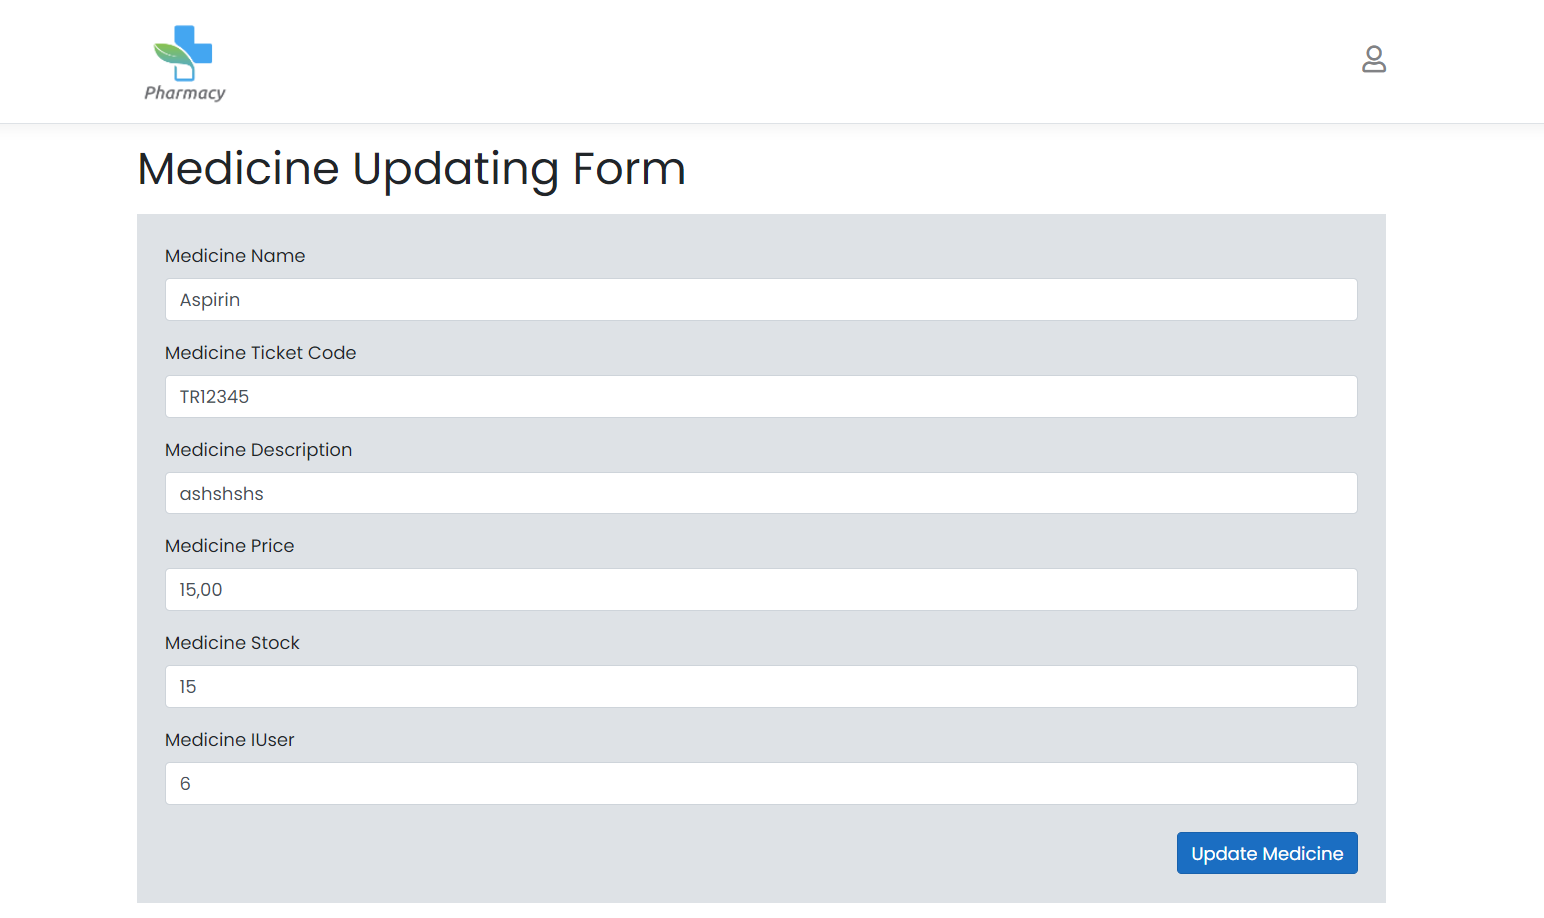 Pharmacy
Medicine Updating Form
Medicine Name
Aspirin
Medicine Ticket Code
TR12345
Medicine Description
ashshshs
Medicine Price
15,00
Medicine Stock
15
Medicine IUser
6
Update Medicine